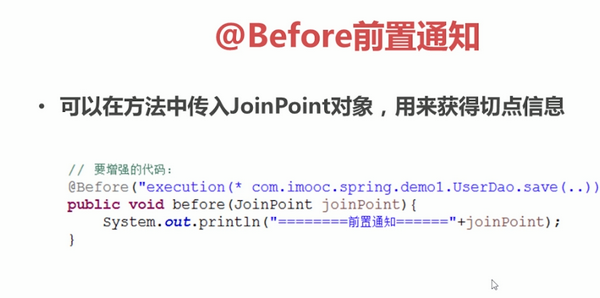 @Before前置通知
• 可以在方法中传入JoinPoint对象，用来获得切点信息
// 要增强的代码：
@Before("execution(* com.imooc.spring.demo1.UserDao.save(..))
public void before(JoinPoint joinPoint){
System.out.println("========前置通知======"+joinPoint);
}